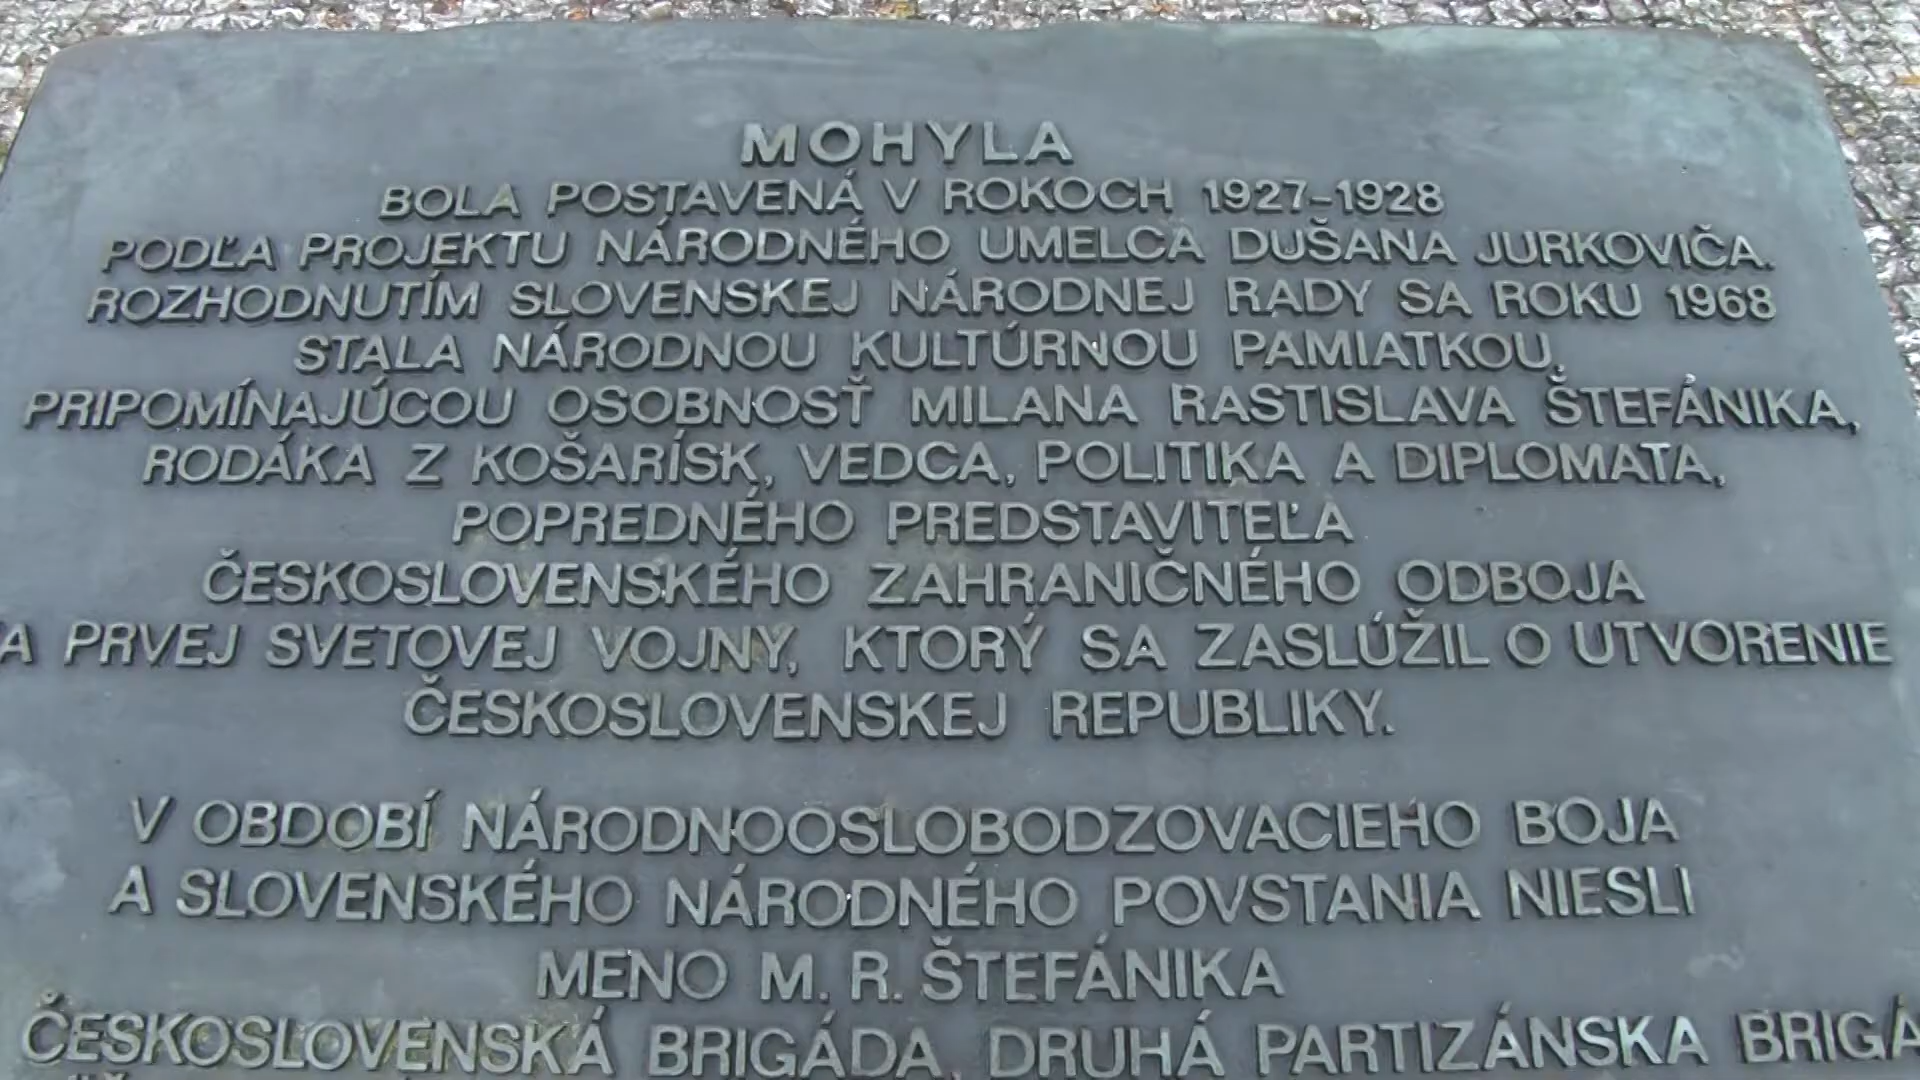 MOHYLA
BOLA POSTAVENÁ V ROKOCH 1927-1928
PODĽA PROJEKTU NÁRODNÉHO UMELCA DUŠANA JURKOVIČA.
ROZHODNUTÍM SLOVENSKEJ NÁRODNEJ RADY SA ROKU 1968
STALA NÁRODNOU KULTÚRNOU PAMIATKOU,
PRIPOMÍNAJÚCOU OSOBNOSŤ MILANA RASTISLAVA ŠTEFÁNIKA,
RODÁKA Z KOŠARÍSK, VEDCA, POLITIKA A DIPLOMATA,
POPREDNÉHO PREDSTAVITEĽA
ČESKOSLOVENSKÉHO ZAHRANIČNÉHO ODBOJA
A PRVEJ SVETOVEJ VOJNY, KTORÝ SA ZASLÚŽIL O UTVORENIE
ČESKOSLOVENSKEJ REPUBLIKY.
V OBDOBÍ NÁRODNOOSLOBODZOVACIEHO BOJA
A SLOVENSKÉHO NÁRODNÉHO POVSTANIA NIESLI
MENO M. R. ŠTEFÁNIKA
ČESKOSLOVENSKÁ BRIGÁDA, DRUHÁ PARTIZÁNSKA BRIGÁ